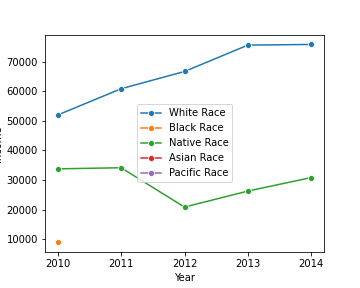 70000
60000
50000
40000
30000
20000
10000
White Race
Black Race
Native Race
Asian Race
Pacific Race
2010 2011 2012 2013 2014
Year